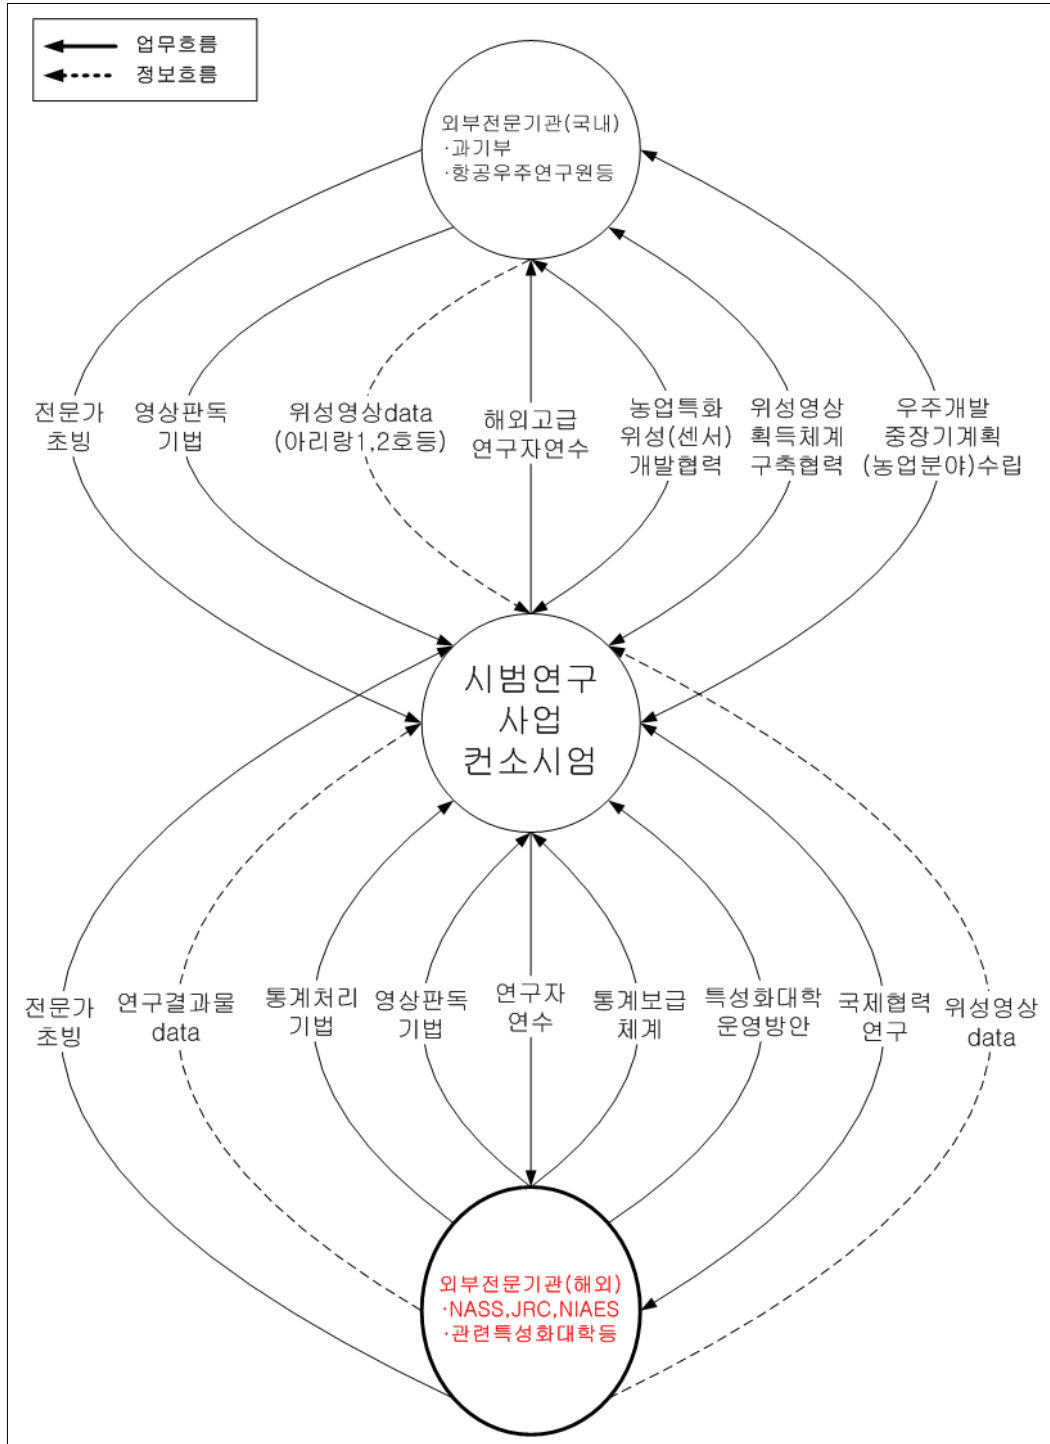 업무흐름
정보흐름
외부전문기관(국내)
·과기부
·항공우주연구원등
전문가
초빙
영상판독
기법
위성영상data
(아리랑1,2호등)
해외고급
연구자연수
농업특화
위성(센서)
개발협력
위성영상
획득체계
구축협력
우주개발
중장기계획
(농업분야)수립
시범연구
사업
컨소시엄
전문가
초빙
연구결과물
data
통계처리
기법
영상판독
기법
연구자
연수
통계보급
체계
특성화대학
운영방안
국제협력
연구
위성영상
data
외부전문기관(해외)
·NASS,JRC,NIAES
·관련특성화대학등